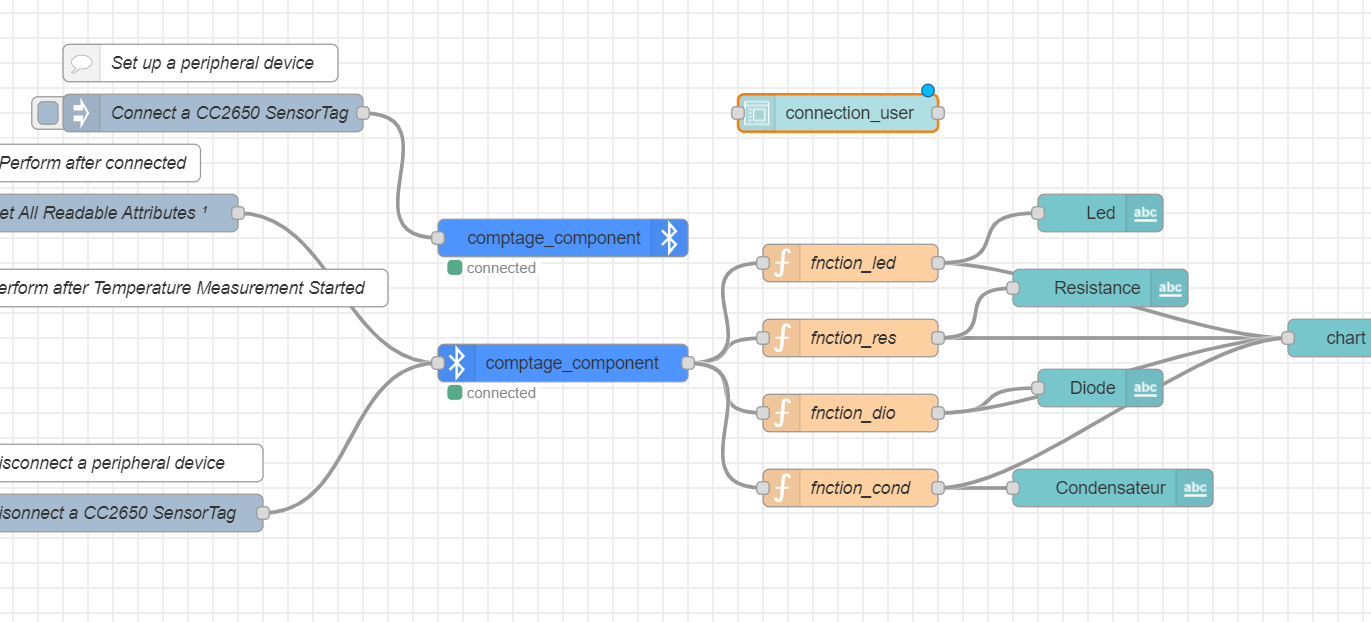 Set up a peripheral device
Connect a CC2650 SensorTag
connection_user
Perform after connected
et All Readable Attributes ¹
Led
abc
comptage_component
connected
fnction_led
erform after Temperature Measurement Started
Resistance
abc
fnction_res
chart
comptage_component
connected
Diode
abc
fnction_dio
isconnect a peripheral device
fnction_cond
Condensateur
abc
isonnect a CC2650 SensorTag